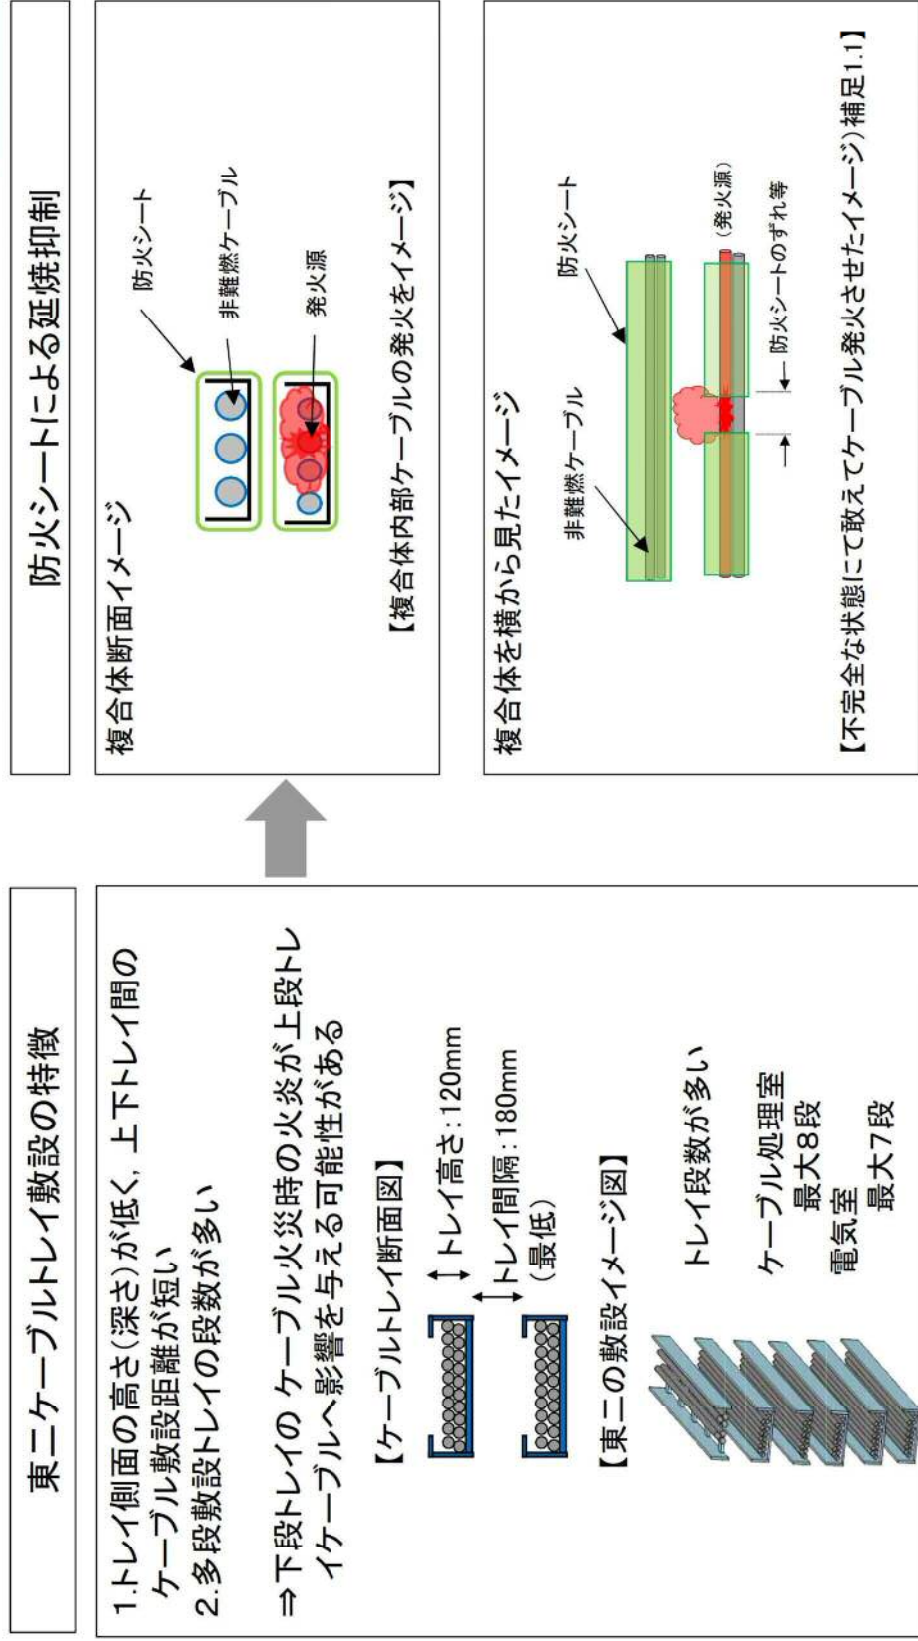 東二ケーブルトレイ敷設の特徴
1.トレイ側面の高さ(深さ)が低く，上下トレイ間の
ケーブル敷設距離が短い
2.多段敷設トレイの段数が多い
⇒下段トレイの ケーブル火災時の火炎が上段トレ
イケーブルへ影響を与える可能性がある
【ケーブルトレイ断面図】
トレイ高さ：120mm
トレイ間隔：180mm
（最低）
【東二の敷設イメージ図】
トレイ段数が多い
ケーブル処理室
最大８段
電気室
最大７段
防火シートによる延焼抑制
複合体断面イメージ
防火シート
非難燃ケーブル
発火源
【複合体内部ケーブルの発火をイメージ】
複合体を横から見たイメージ
防火シート
非難燃ケーブル
（発火源）
防火シートのずれ等
【不完全な状態にて敢えてケーブル発火させたイメージ）補足1.1】